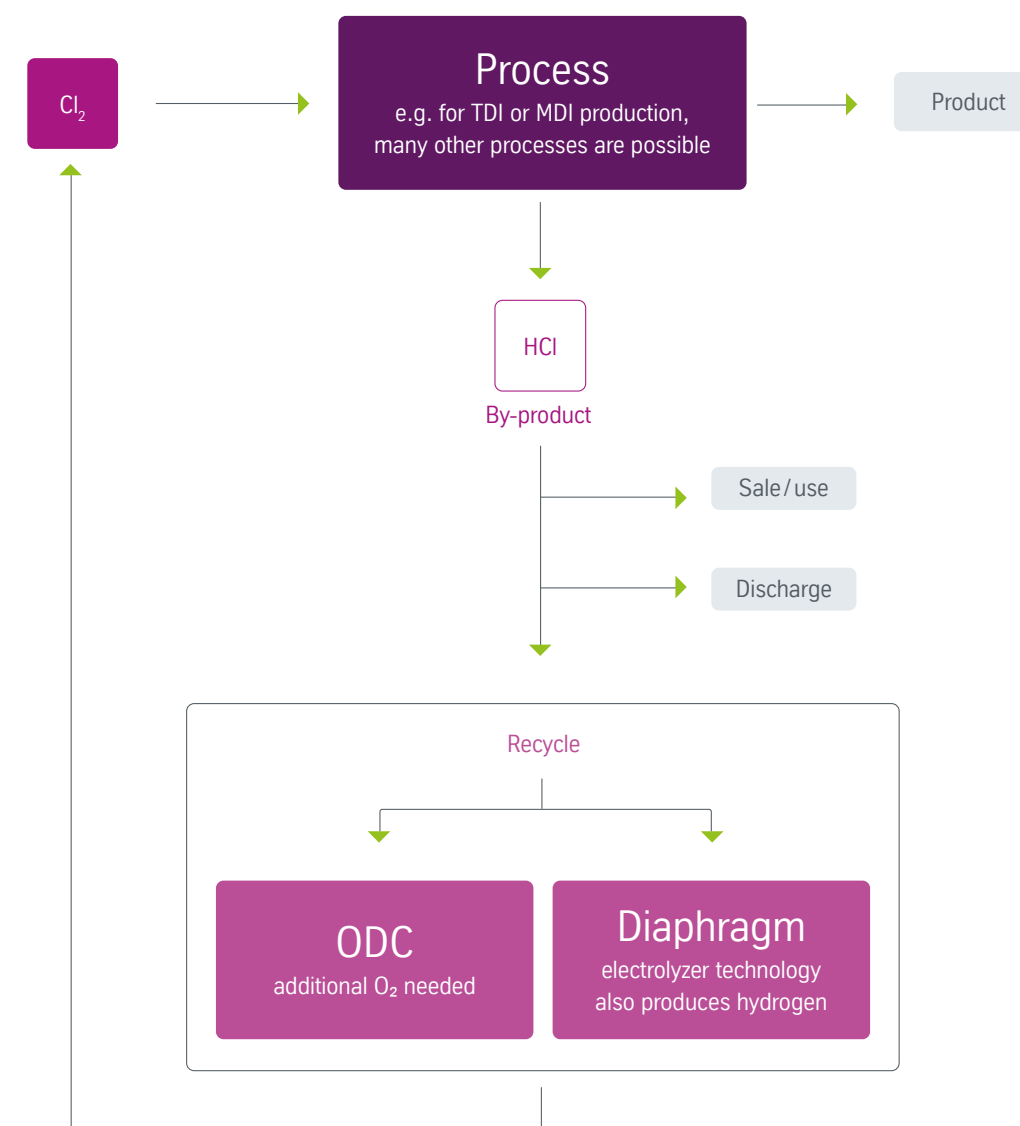 Cl₂
Process
e.g. for TDI or MDI production,
many other processes are possible
Product
HCl
By-product
Sale / use
Discharge
Recycle
ODC
additional O₂ needed
Diaphragm
electrolyzer technology
also produces hydrogen